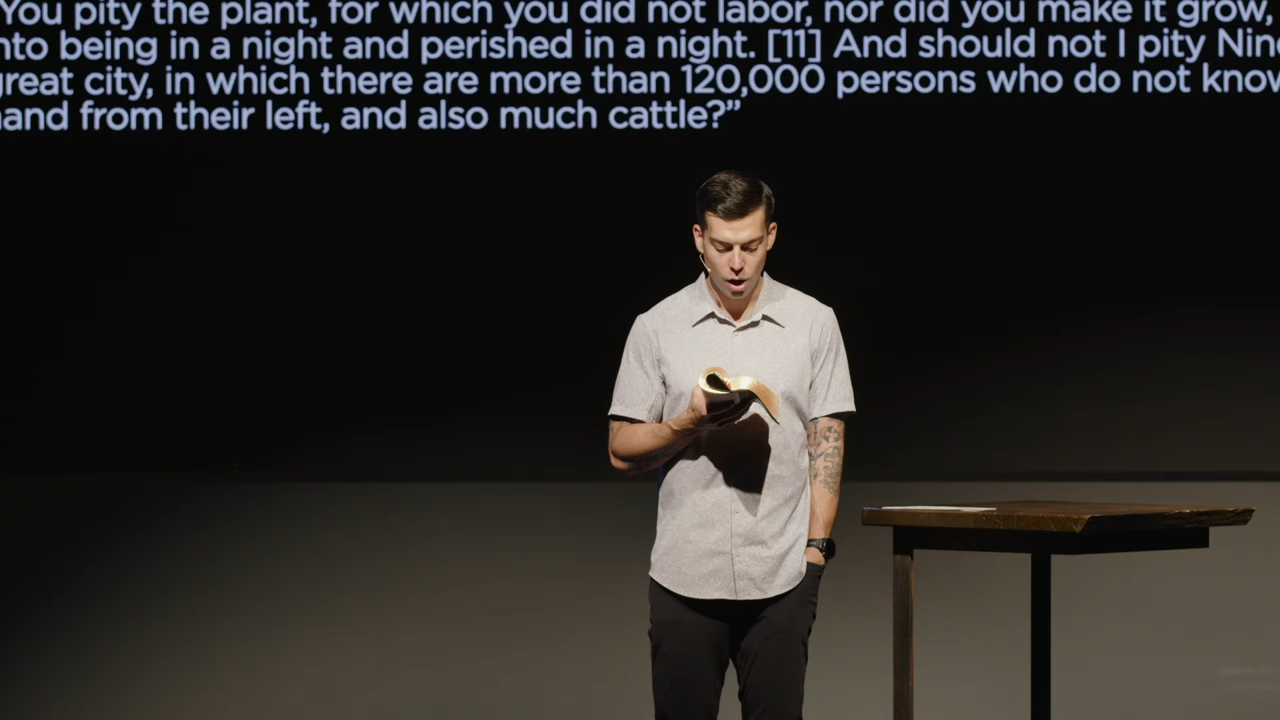 You pity the plant, for which you did not labor, nor did you make it grow,
into being in a night and perished in a night. [11] And should not I pity
great city, in which there are more than 120,000 persons who do not know
hand from their left, and also much cattle?”